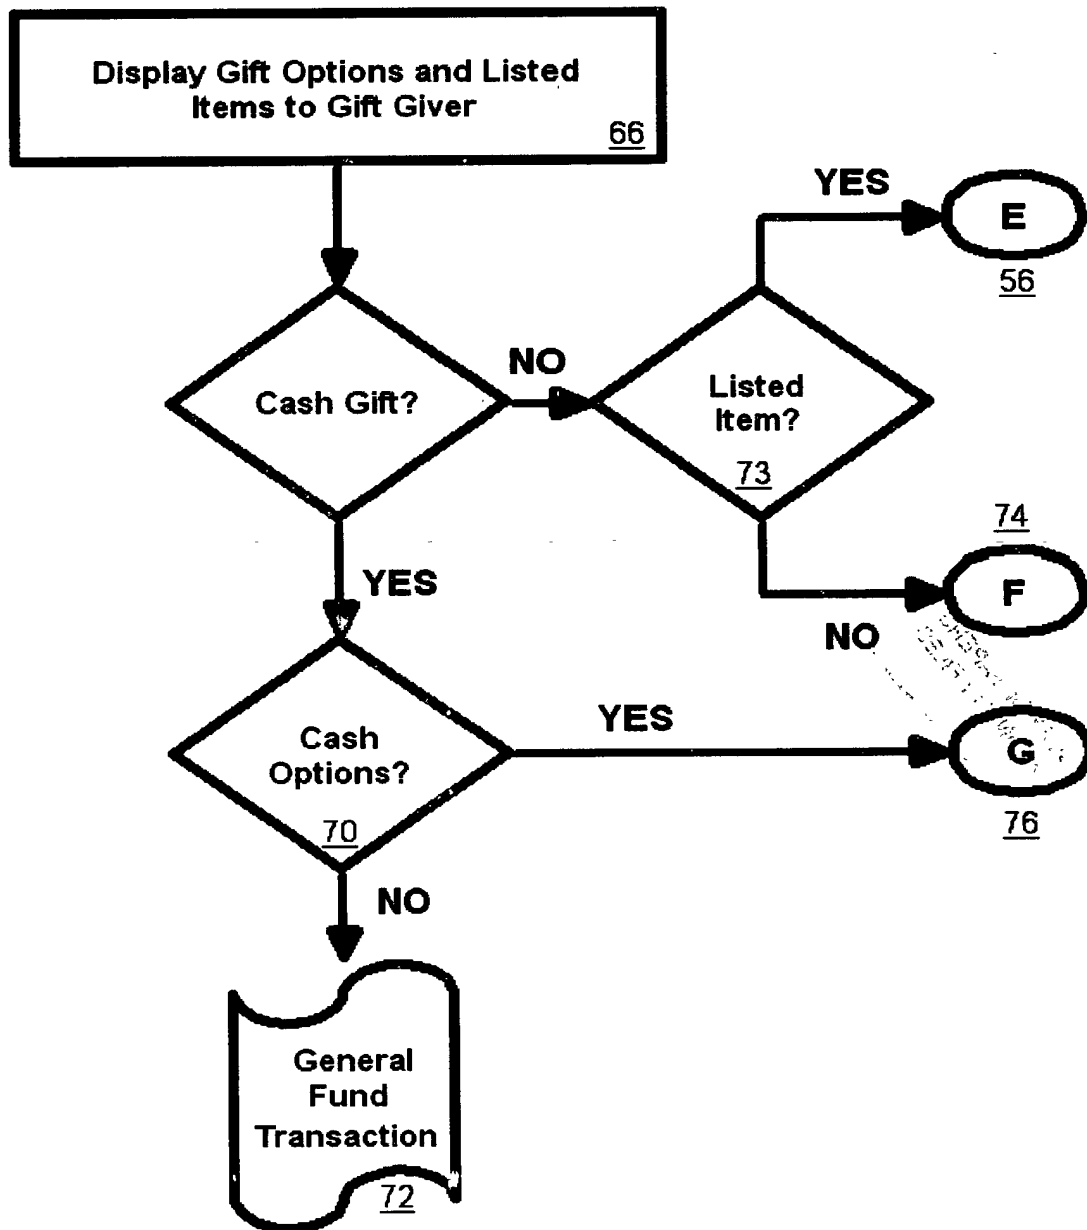 Display Gift Options and Listed
Items to Gift Giver
66
YES
E
56
Cash Gift?
NO
Listed
Item?
73
74
F
NO
YES
Cash
Options?
70
YES
G
76
NO
General
Fund
Transaction
72